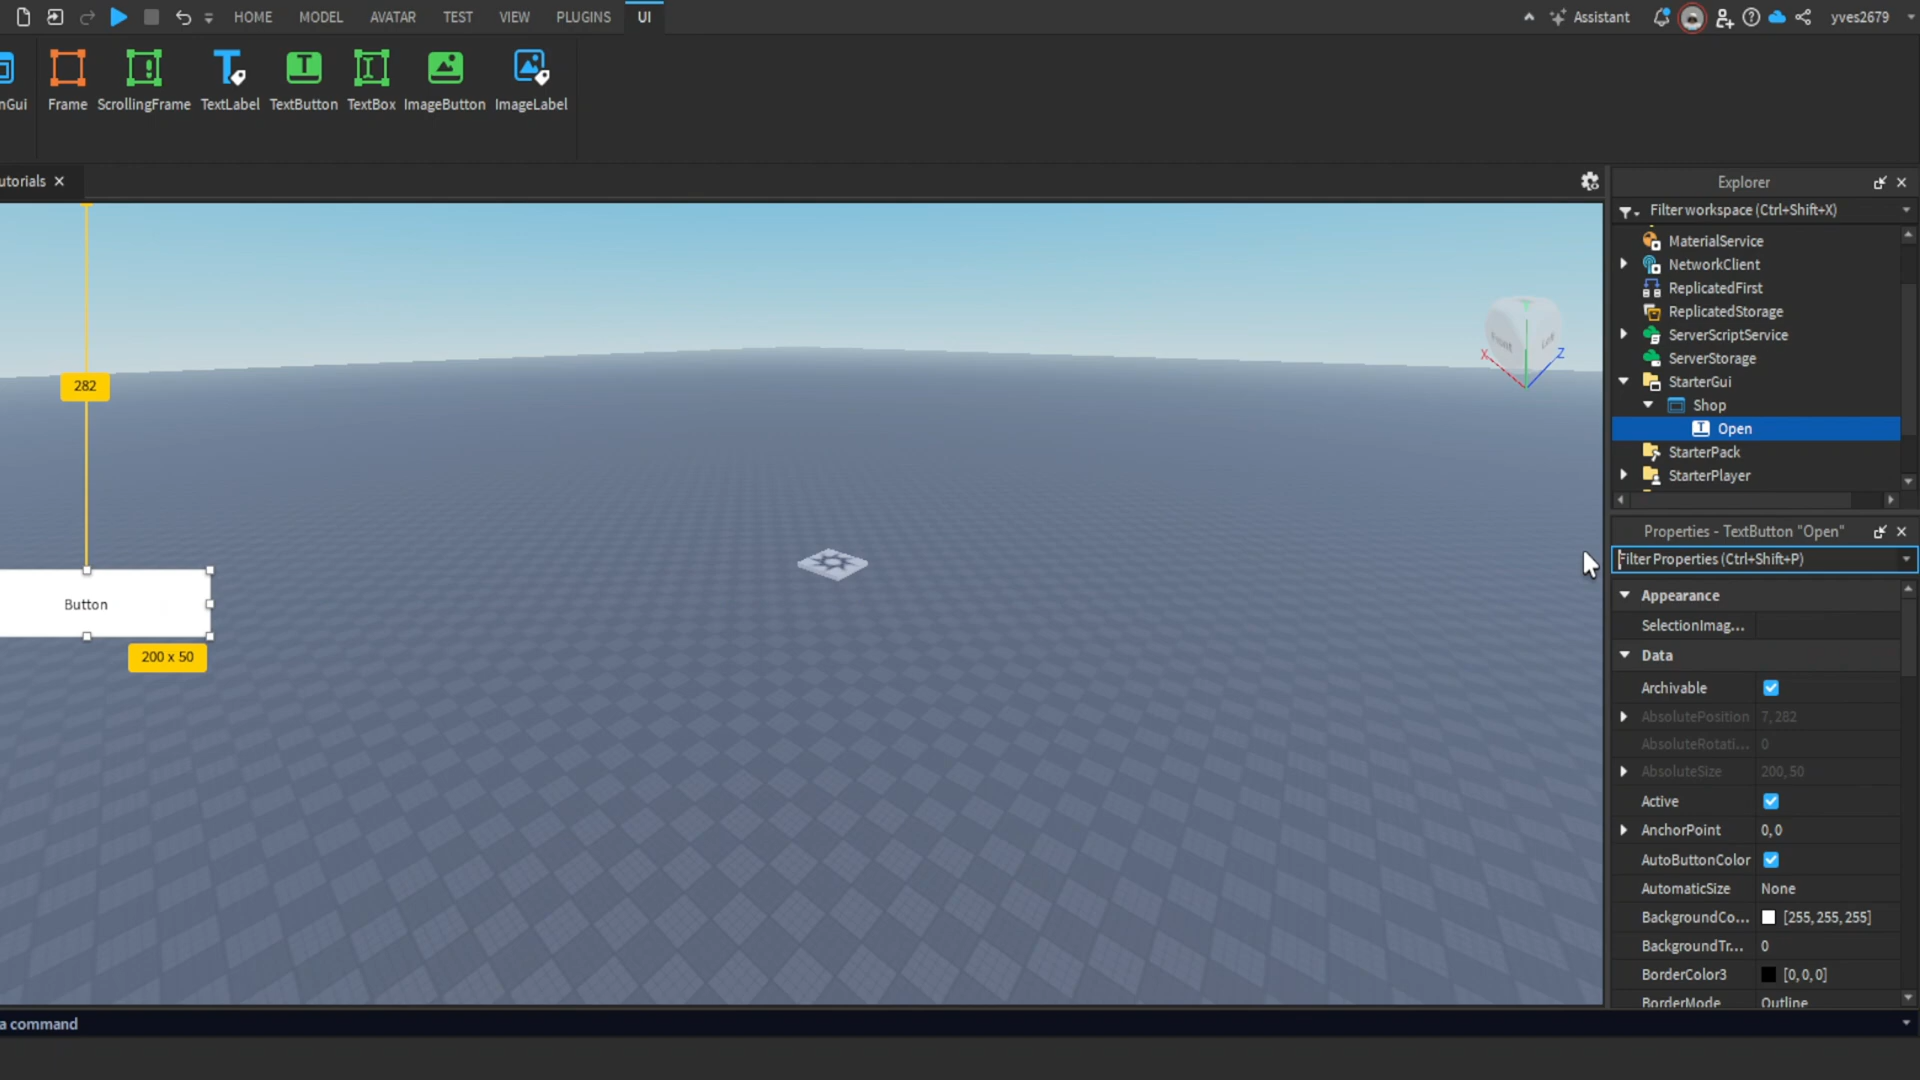 HOME MODEL AVATAR TEST VIEW PLUGINS UI Assistant yves2679
nGui Frame ScrollingFrame TextLabel TextButton TextBox ImageButton ImageLabel
utorials
Explorer
Filter workspace (Ctrl+Shift+X)
MaterialService
NetworkClient
ReplicatedFirst
ReplicatedStorage
ServerScriptService
ServerStorage
StarterGui
Shop
Open
StarterPack
StarterPlayer
282
Button
200 x 50
Front
Left
X
Z
Properties - TextButton "Open"
Filter Properties (Ctrl+Shift+P)
Appearance
SelectionImag...
Data
Archivable
AbsolutePosition 7, 282
AbsoluteRotati... 0
AbsoluteSize 200, 50
Active
AnchorPoint 0, 0
AutoButtonColor
AutomaticSize None
BackgroundCo... [255, 255, 255]
BackgroundTr... 0
BorderColor3 [0, 0, 0]
BorderMode Outline
a command